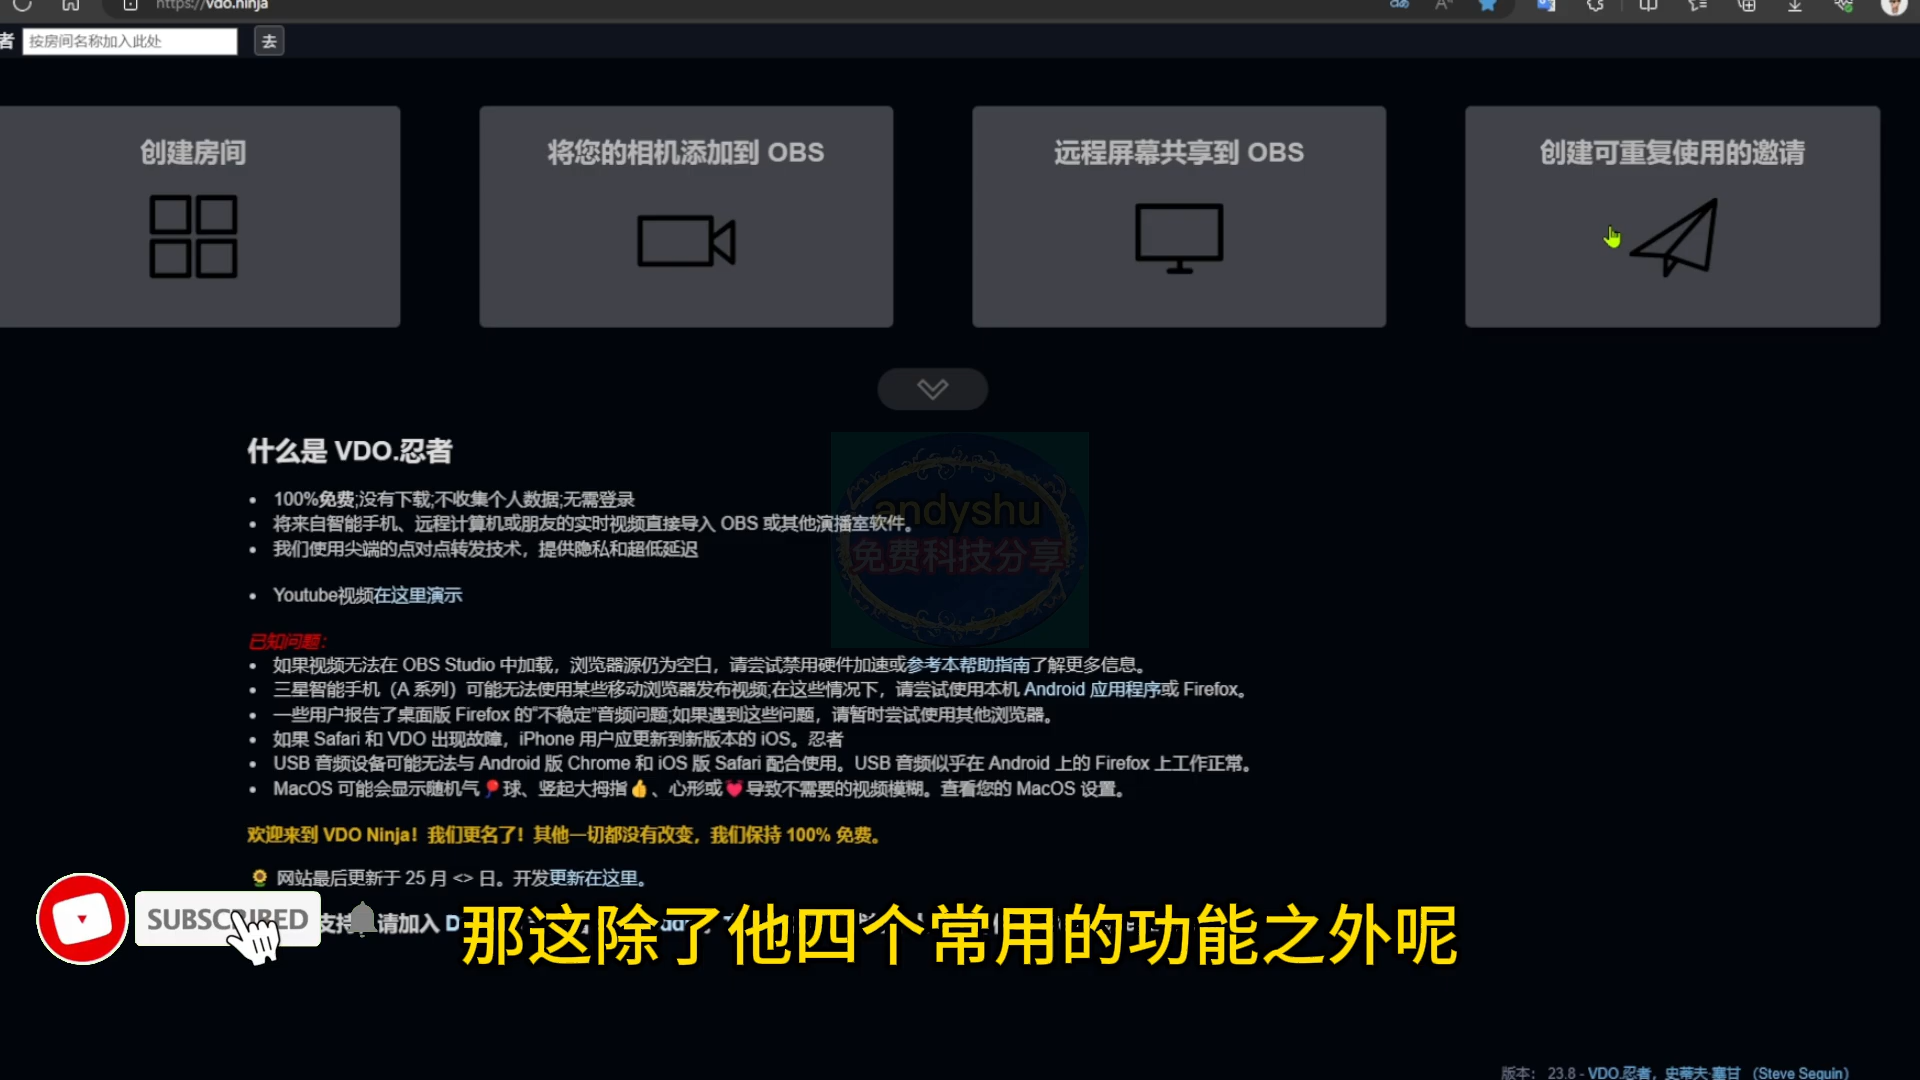 https://vdo.ninja
者 按房间名称加入此处 去
创建房间
将您的相机添加到 OBS
远程屏幕共享到 OBS
创建可重复使用的邀请
什么是 VDO.忍者
100%免费;没有下载;不收集个人数据;无需登录
将来自智能手机、远程计算机或朋友的实时视频直接导入 OBS 或其他演播室软件。
我们使用尖端的点对点转发技术，提供隐私和超低延迟
Youtube视频在这里演示
andyshu
免费科技分享
已知问题：
如果视频无法在 OBS Studio 中加载，浏览器源仍为空白，请尝试禁用硬件加速或参考本帮助指南了解更多信息。
三星智能手机（A 系列）可能无法使用某些移动浏览器发布视频;在这些情况下，请尝试使用本机 Android 应用程序或 Firefox。
一些用户报告了桌面版 Firefox 的“不稳定”音频问题;如果遇到这些问题，请暂时尝试使用其他浏览器。
如果 Safari 和 VDO 出现故障，iPhone 用户应更新到新版本的 iOS。忍者
USB 音频设备可能无法与 Android 版 Chrome 和 iOS 版 Safari 配合使用。USB 音频似乎在 Android 上的 Firefox 上工作正常。
MacOS 可能会显示随机气🎈球、竖起大拇指👍、心形或💓导致不需要的视频模糊。查看您的 MacOS 设置。
欢迎来到 VDO Ninja！我们更名了！其他一切都没有改变，我们保持 100% 免费。
🌻 网站最后更新于 25 月 <> 日。开发更新在这里。
SUBSCRIBED
支持 请加入 D
那这除了他四个常用的功能之外呢
版本： 23.8 - VDO.忍者，史蒂夫·塞甘 （Steve Seguin）